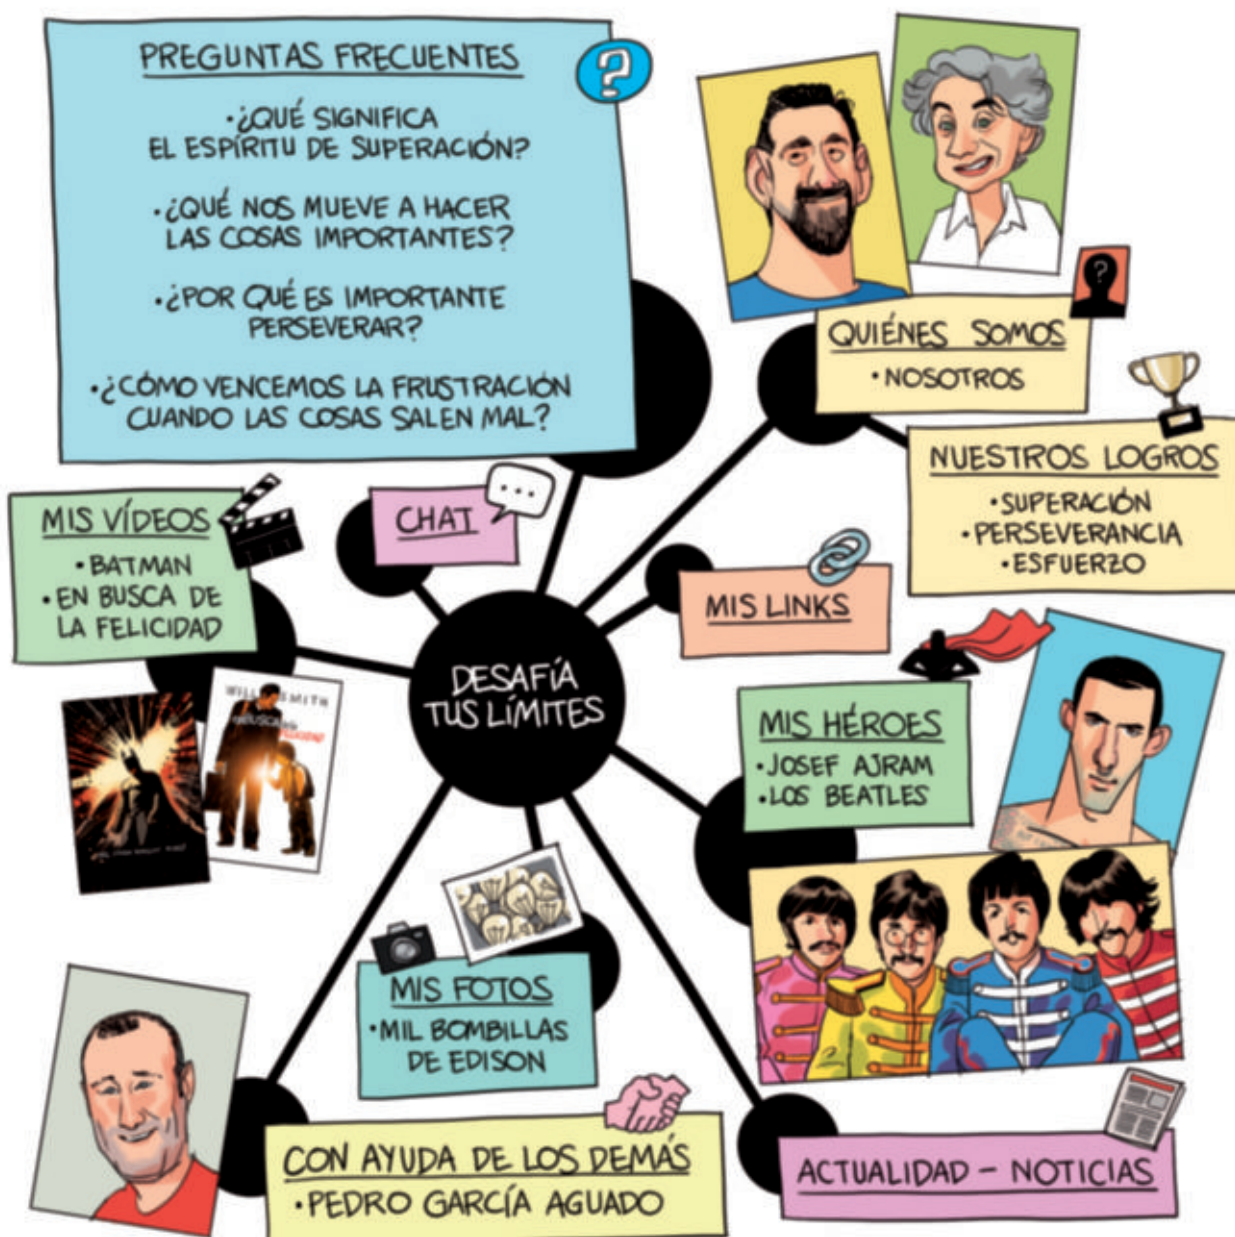 PREGUNTAS FRECUENTES
•¿QUÉ SIGNIFICA
EL ESPÍRITU DE SUPERACIÓN?
•¿QUÉ NOS MUEVE A HACER
LAS COSAS IMPORTANTES?
•¿POR QUÉ ES IMPORTANTE
PERSEVERAR?
•¿CÓMO VENCEMOS LA FRUSTRACIÓN
CUANDO LAS COSAS SALEN MAL?
?
?
QUIÉNES SOMOS
•NOSOTROS
NUESTROS LOGROS
•SUPERACIÓN
•PERSEVERANCIA
•ESFUERZO
MIS VÍDEOS
•BATMAN
•EN BUSCA DE
LA FELICIDAD
CHAT
...
MIS LINKS
DESAFÍA
TUS LÍMITES
WILL SMITH
MIS HÉROES
•JOSEF AJRAM
•LOS BEATLES
MIS FOTOS
•MIL BOMBILLAS
DE EDISON
CON AYUDA DE LOS DEMÁS
•PEDRO GARCÍA AGUADO
ACTUALIDAD - NOTICIAS